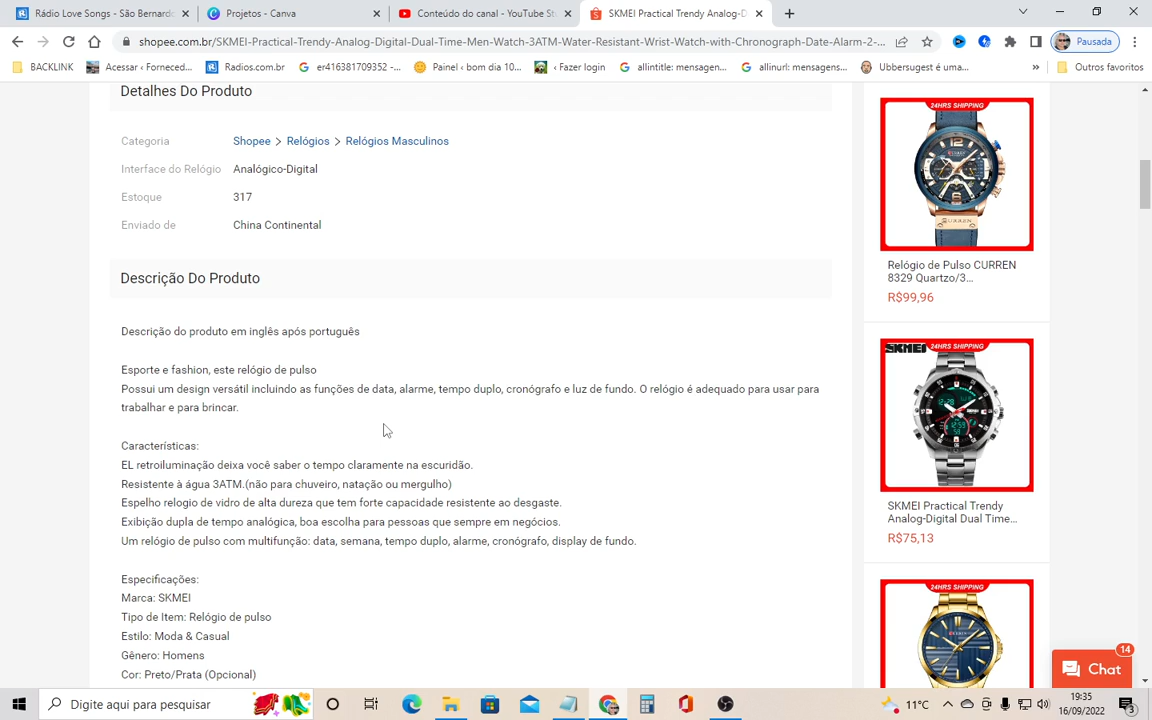 Rádio Love Songs - São Bernardo
Projetos - Canva
Conteúdo do canal - YouTube St
SKMEI Practical Trendy Analog-D
shopee.com.br/SKMEI-Practical-Trendy-Analog-Digital-Dual-Time-Men-Watch-3ATM-Water-Resistant-Wrist-Watch-with-Chronograph-Date-Alarm-2-...
Pausada
BACKLINK
Acessar ‹ Forneced...
Radios.com.br
er416381709352 -...
Painel ‹ bom dia 10...
‹ Fazer login
allintitle: mensagen...
allinurl: mensagens...
Ubbersugest é uma...
»
Outros favoritos
Detalhes Do Produto
Categoria
Shopee > Relógios > Relógios Masculinos
Interface do Relógio
Analógico-Digital
Estoque
317
Enviado de
China Continental
Descrição Do Produto
Descrição do produto em inglês após português
Esporte e fashion, este relógio de pulso
Possui um design versátil incluindo as funções de data, alarme, tempo duplo, cronógrafo e luz de fundo. O relógio é adequado para usar para
trabalhar e para brincar.
Características:
EL retroiluminação deixa você saber o tempo claramente na escuridão.
Resistente à água 3ATM.(não para chuveiro, natação ou mergulho)
Espelho relogio de vidro de alta dureza que tem forte capacidade resistente ao desgaste.
Exibição dupla de tempo analógica, boa escolha para pessoas que sempre em negócios.
Um relógio de pulso com multifunção: data, semana, tempo duplo, alarme, cronógrafo, display de fundo.
Especificações:
Marca: SKMEI
Tipo de Item: Relógio de pulso
Estilo: Moda & Casual
Gênero: Homens
Cor: Preto/Prata (Opcional)
24HRS SHIPPING
CURREN
Relógio de Pulso CURREN
8329 Quartzo/3...
R$99,96
SKMEI
24HRS SHIPPING
SKMEI Practical Trendy
Analog-Digital Dual Time...
R$75,13
24HRS SHIPPING
14
Chat
Digite aqui para pesquisar
11°C
19:35
16/09/2022
3